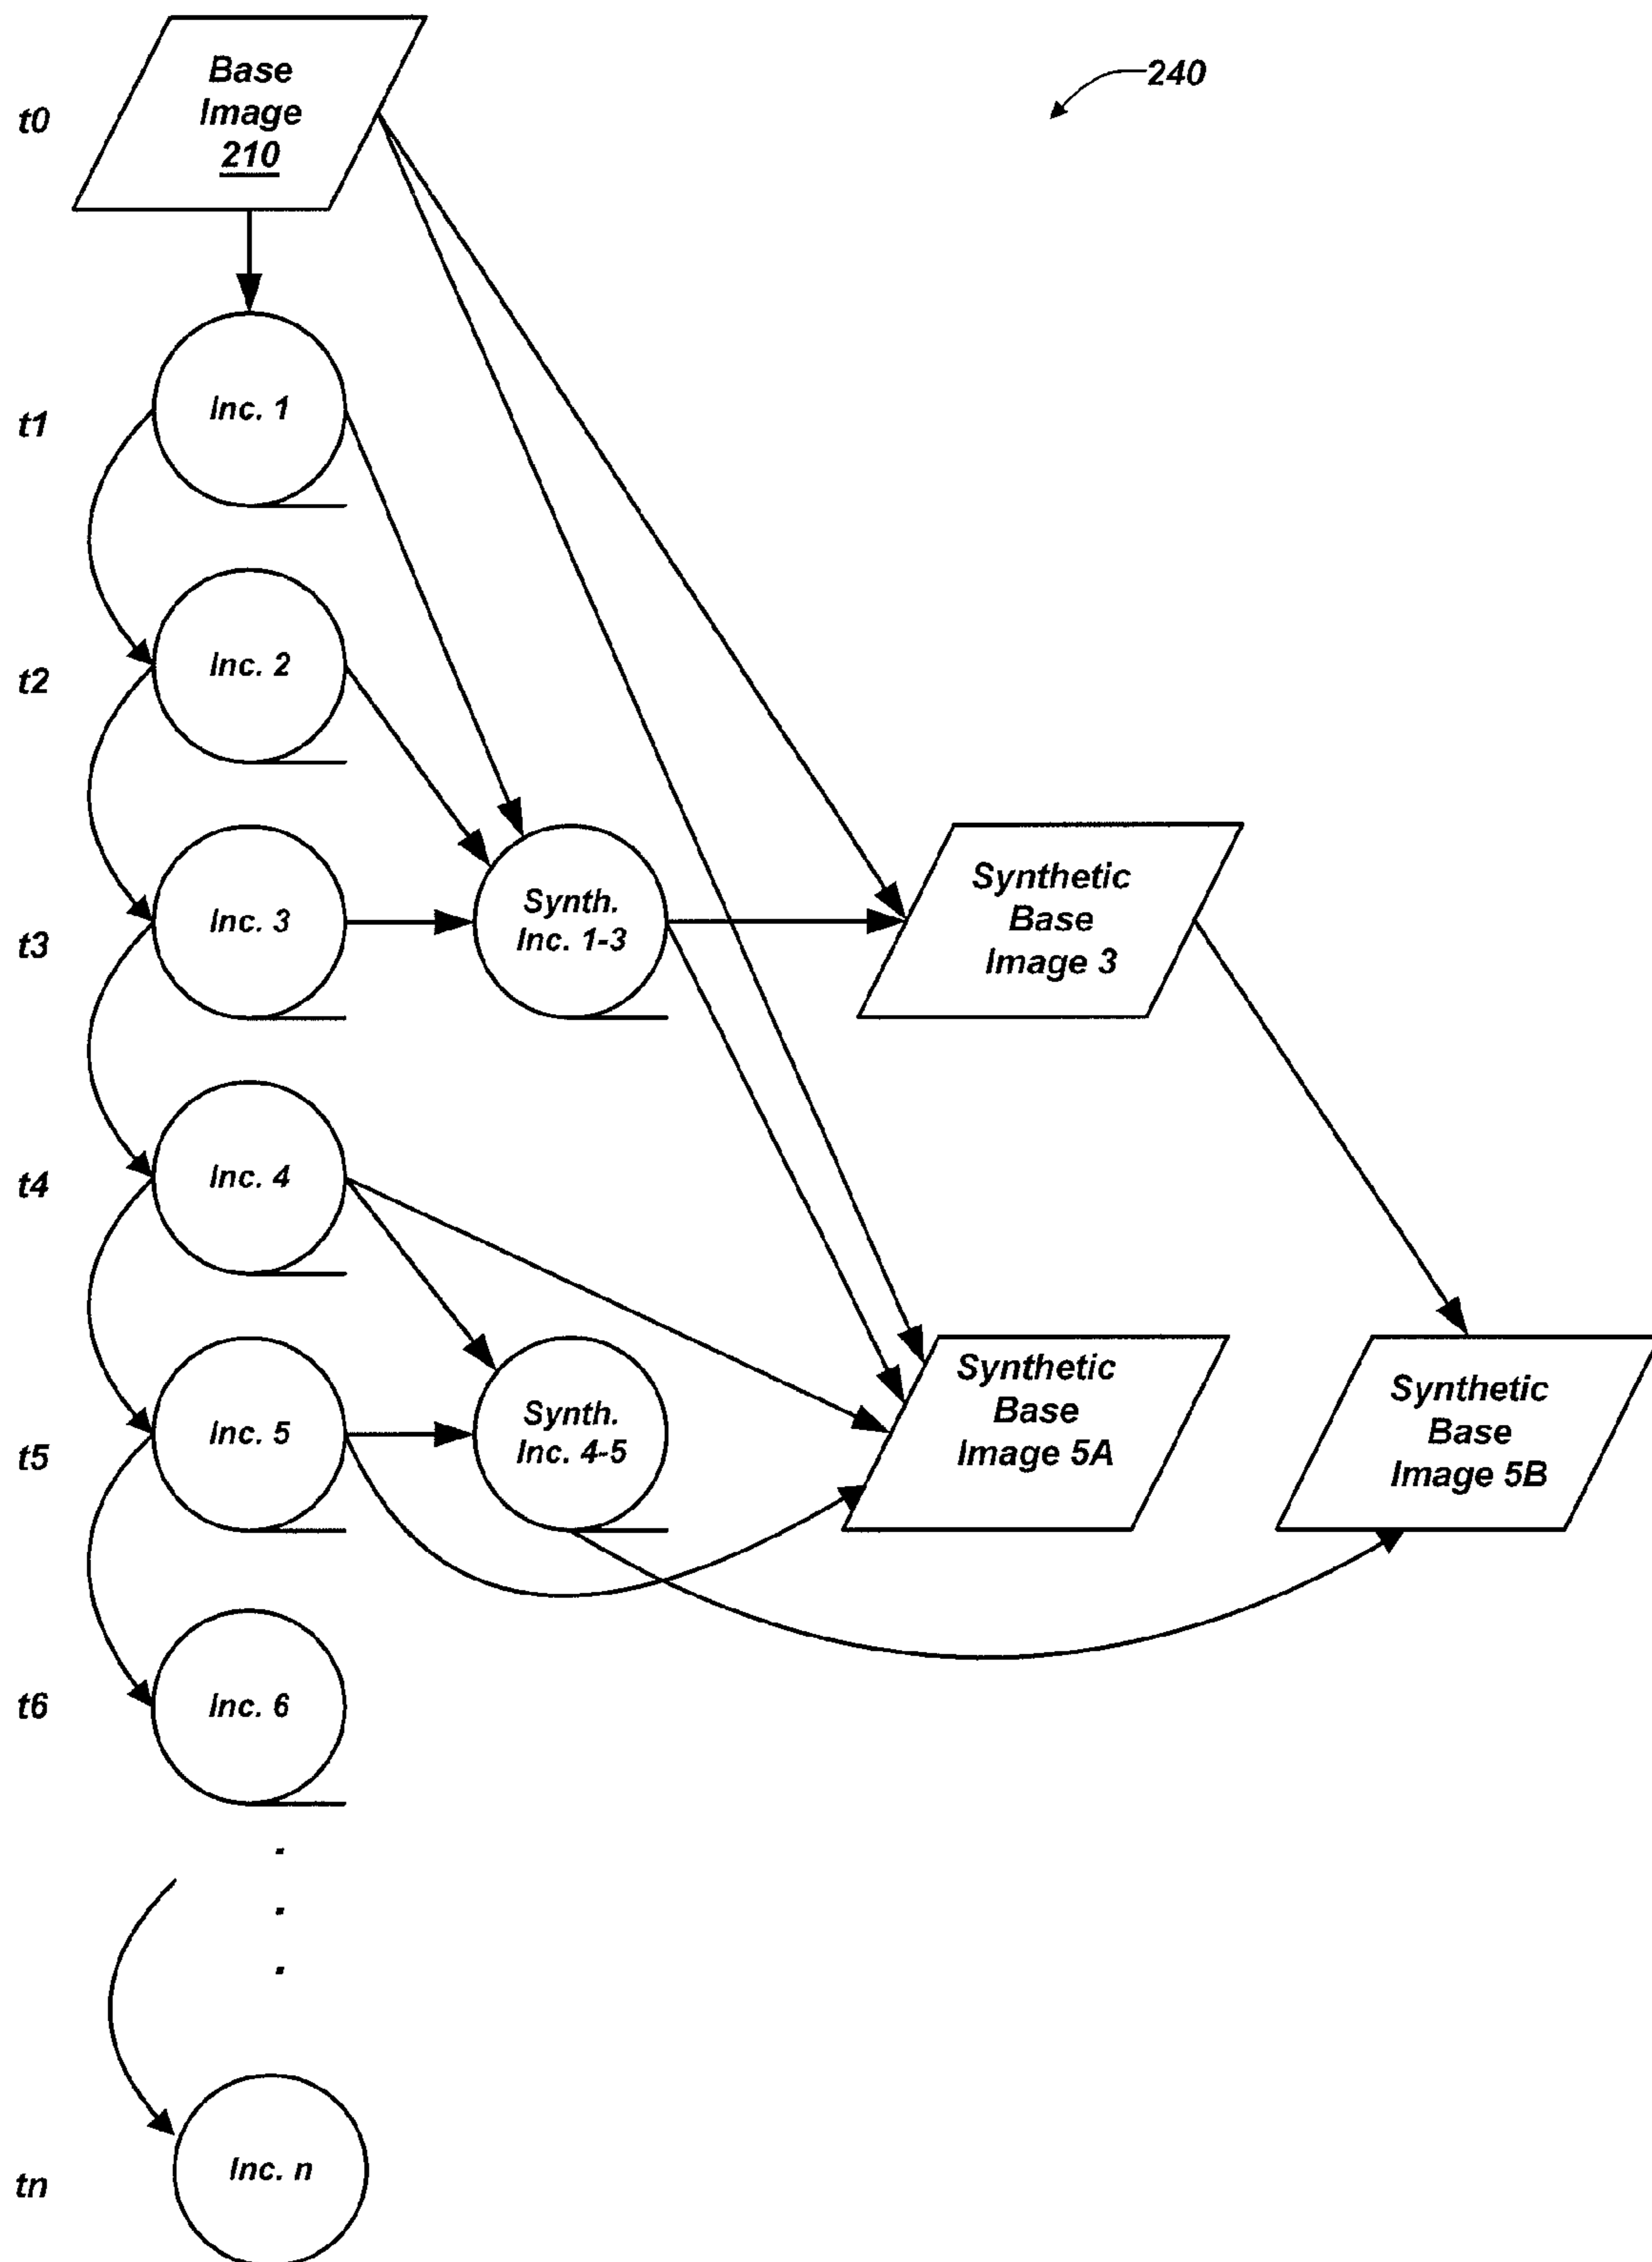 240
t0
Base
Image
210
t1
Inc. 1
t2
Inc. 2
t3
Inc. 3
Synth.
Inc. 1-3
Synthetic
Base
Image 3
t4
Inc. 4
t5
Inc. 5
Synth.
Inc. 4-5
Synthetic
Base
Image 5A
Synthetic
Base
Image 5B
t6
Inc. 6
.
.
.
tn
Inc. n